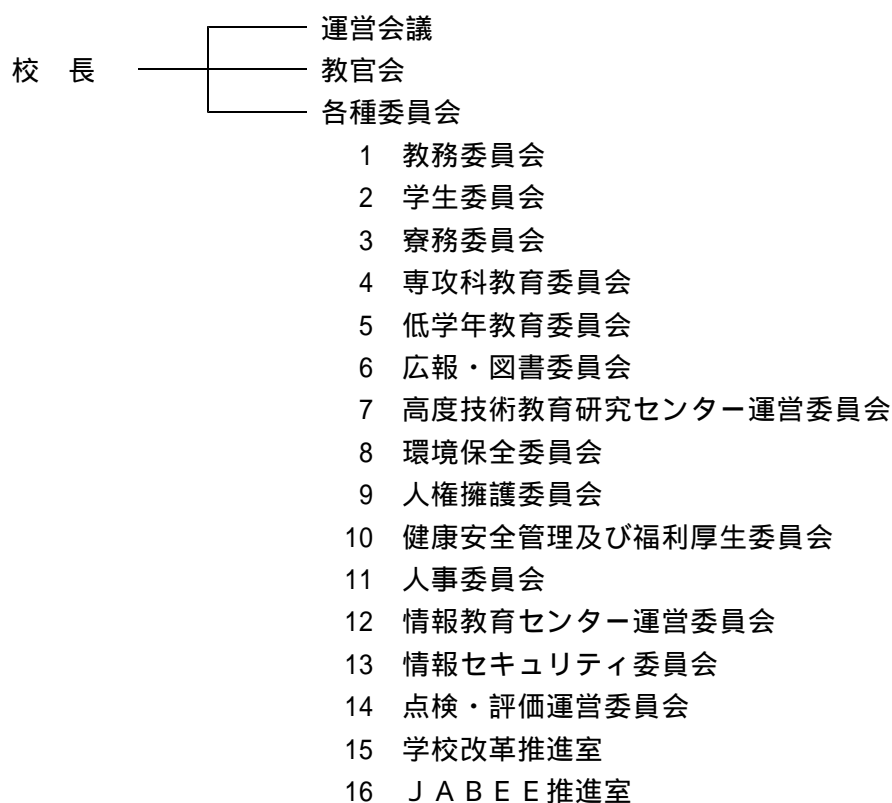 運営会議
校　長　教官会
各種委員会
1　教務委員会
2　学生委員会
3　寮務委員会
4　専攻科教育委員会
5　低学年教育委員会
6　広報・図書委員会
7　高度技術教育研究センター運営委員会
8　環境保全委員会
9　人権擁護委員会
10　健康安全管理及び福利厚生委員会
11　人事委員会
12　情報教育センター運営委員会
13　情報セキュリティ委員会
14　点検・評価運営委員会
15　学校改革推進室
16　ＪＡＢＥＥ推進室